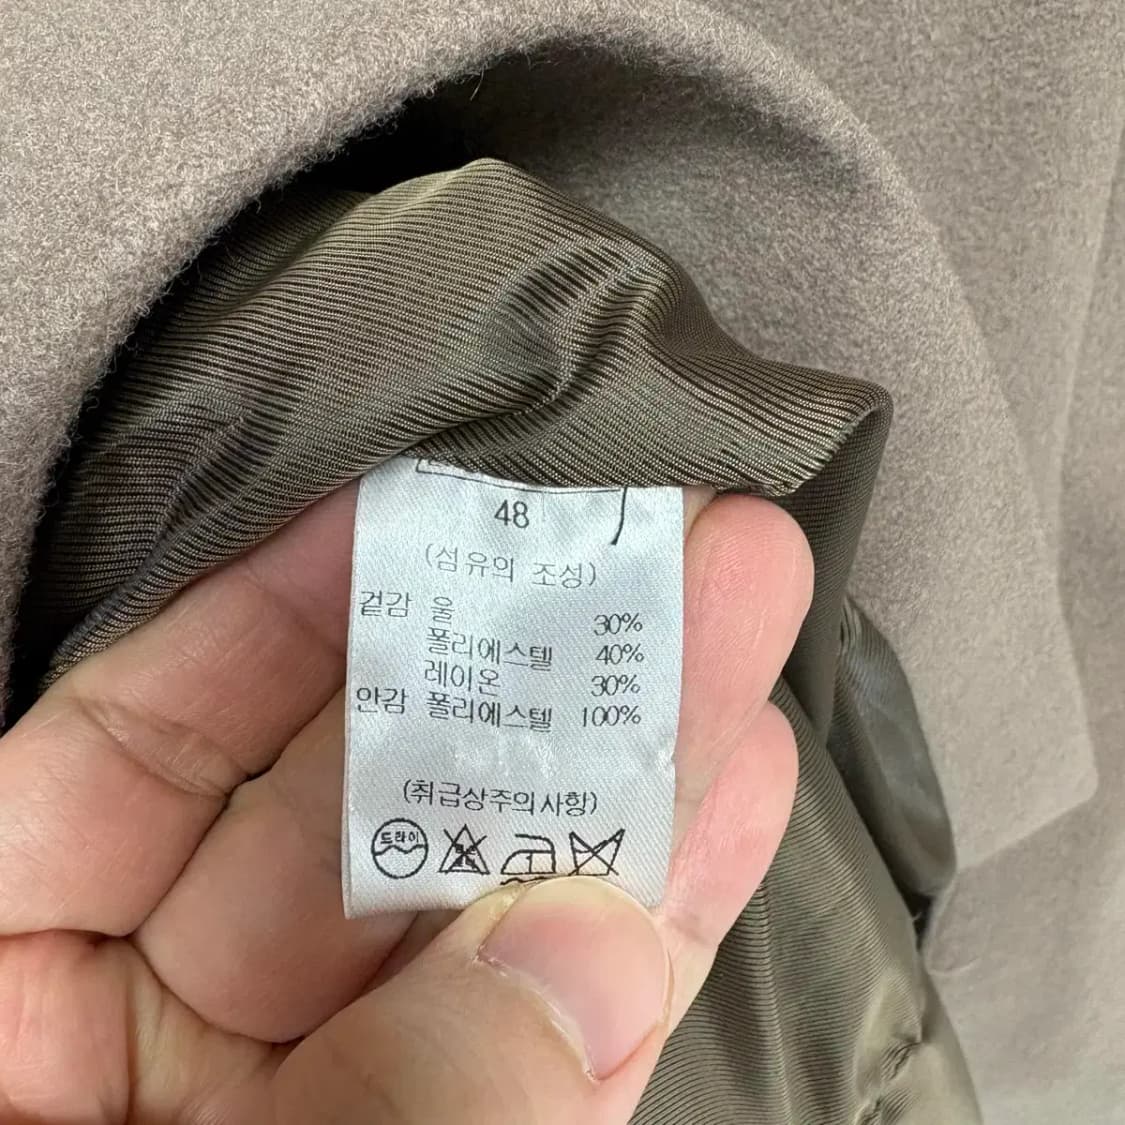 48
(섬유의 조성)
겉감 울 30%
폴리에스텔 40%
레이온 30%
안감 폴리에스텔 100%
(취급상주의사항)
드라이